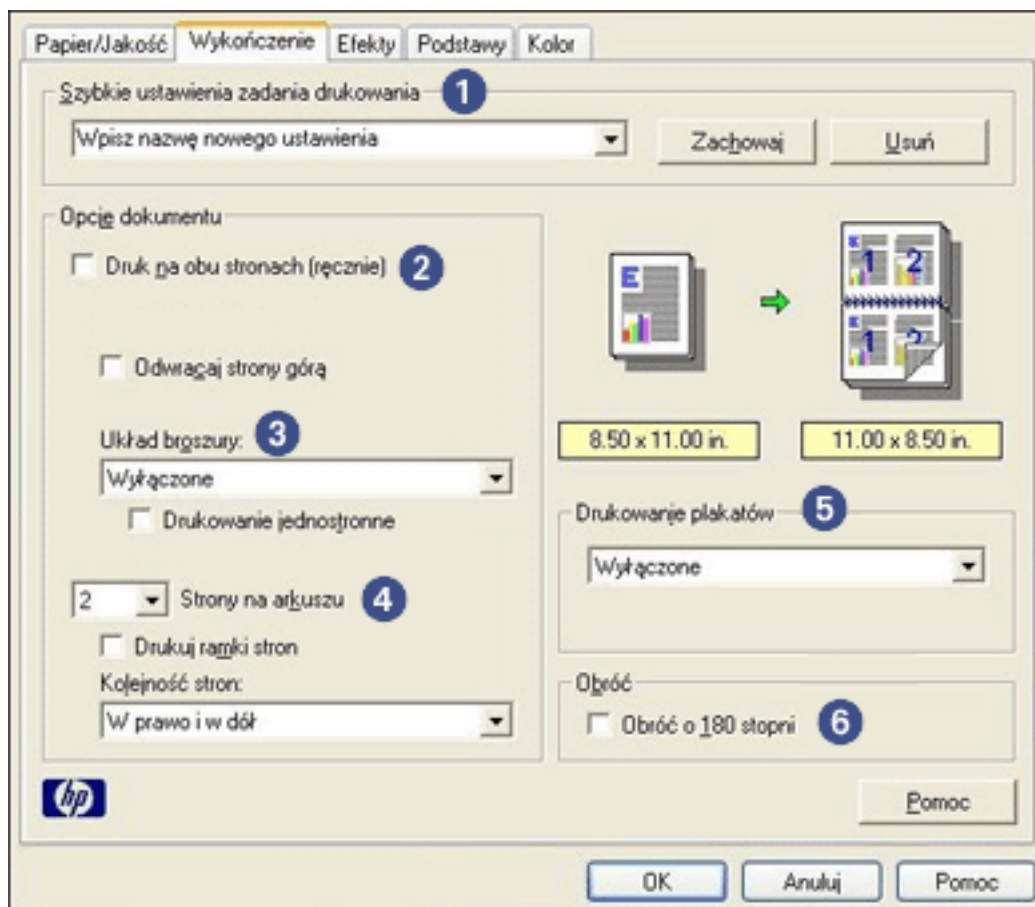 Papier/Jakość Wykończenie Efekty Podstawy Kolor
Szybkie ustawienia zadania drukowania 1
Wpisz nazwę nowego ustawienia Zachowaj Usuń
Opcje dokumentu
Druk na obu stronach (ręcznie) 2
Odwracaj strony górą
Układ broszury: 3
Wyłączone
Drukowanie jednostronne
2 Strony na arkuszu 4
Drukuj ramki stron
Kolejność stron:
W prawo i w dół
E
E
1 2
E
1 2
8.50 x 11.00 in. 11.00 x 8.50 in.
Drukowanie plakatów 5
Wyłączone
Obróć
Obróć o 180 stopni 6
hp
Pomoc
OK Anuluj Pomoc